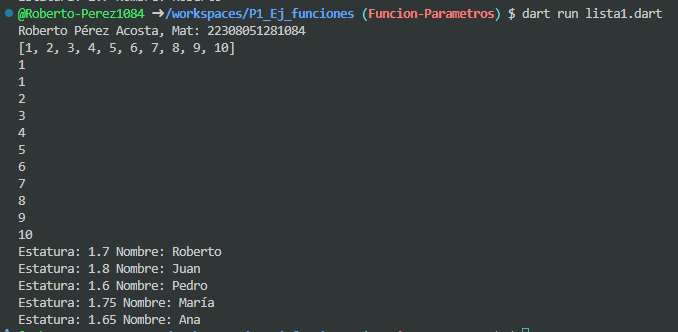 @Roberto-Perez1084 ➜/workspaces/P1_Ej_funciones (Funcion-Parametros) $ dart run lista1.dart
Roberto Pérez Acosta, Mat: 22308051281084
[1, 2, 3, 4, 5, 6, 7, 8, 9, 10]
1
1
2
3
4
5
6
7
8
9
10
Estatura: 1.7 Nombre: Roberto
Estatura: 1.8 Nombre: Juan
Estatura: 1.6 Nombre: Pedro
Estatura: 1.75 Nombre: María
Estatura: 1.65 Nombre: Ana